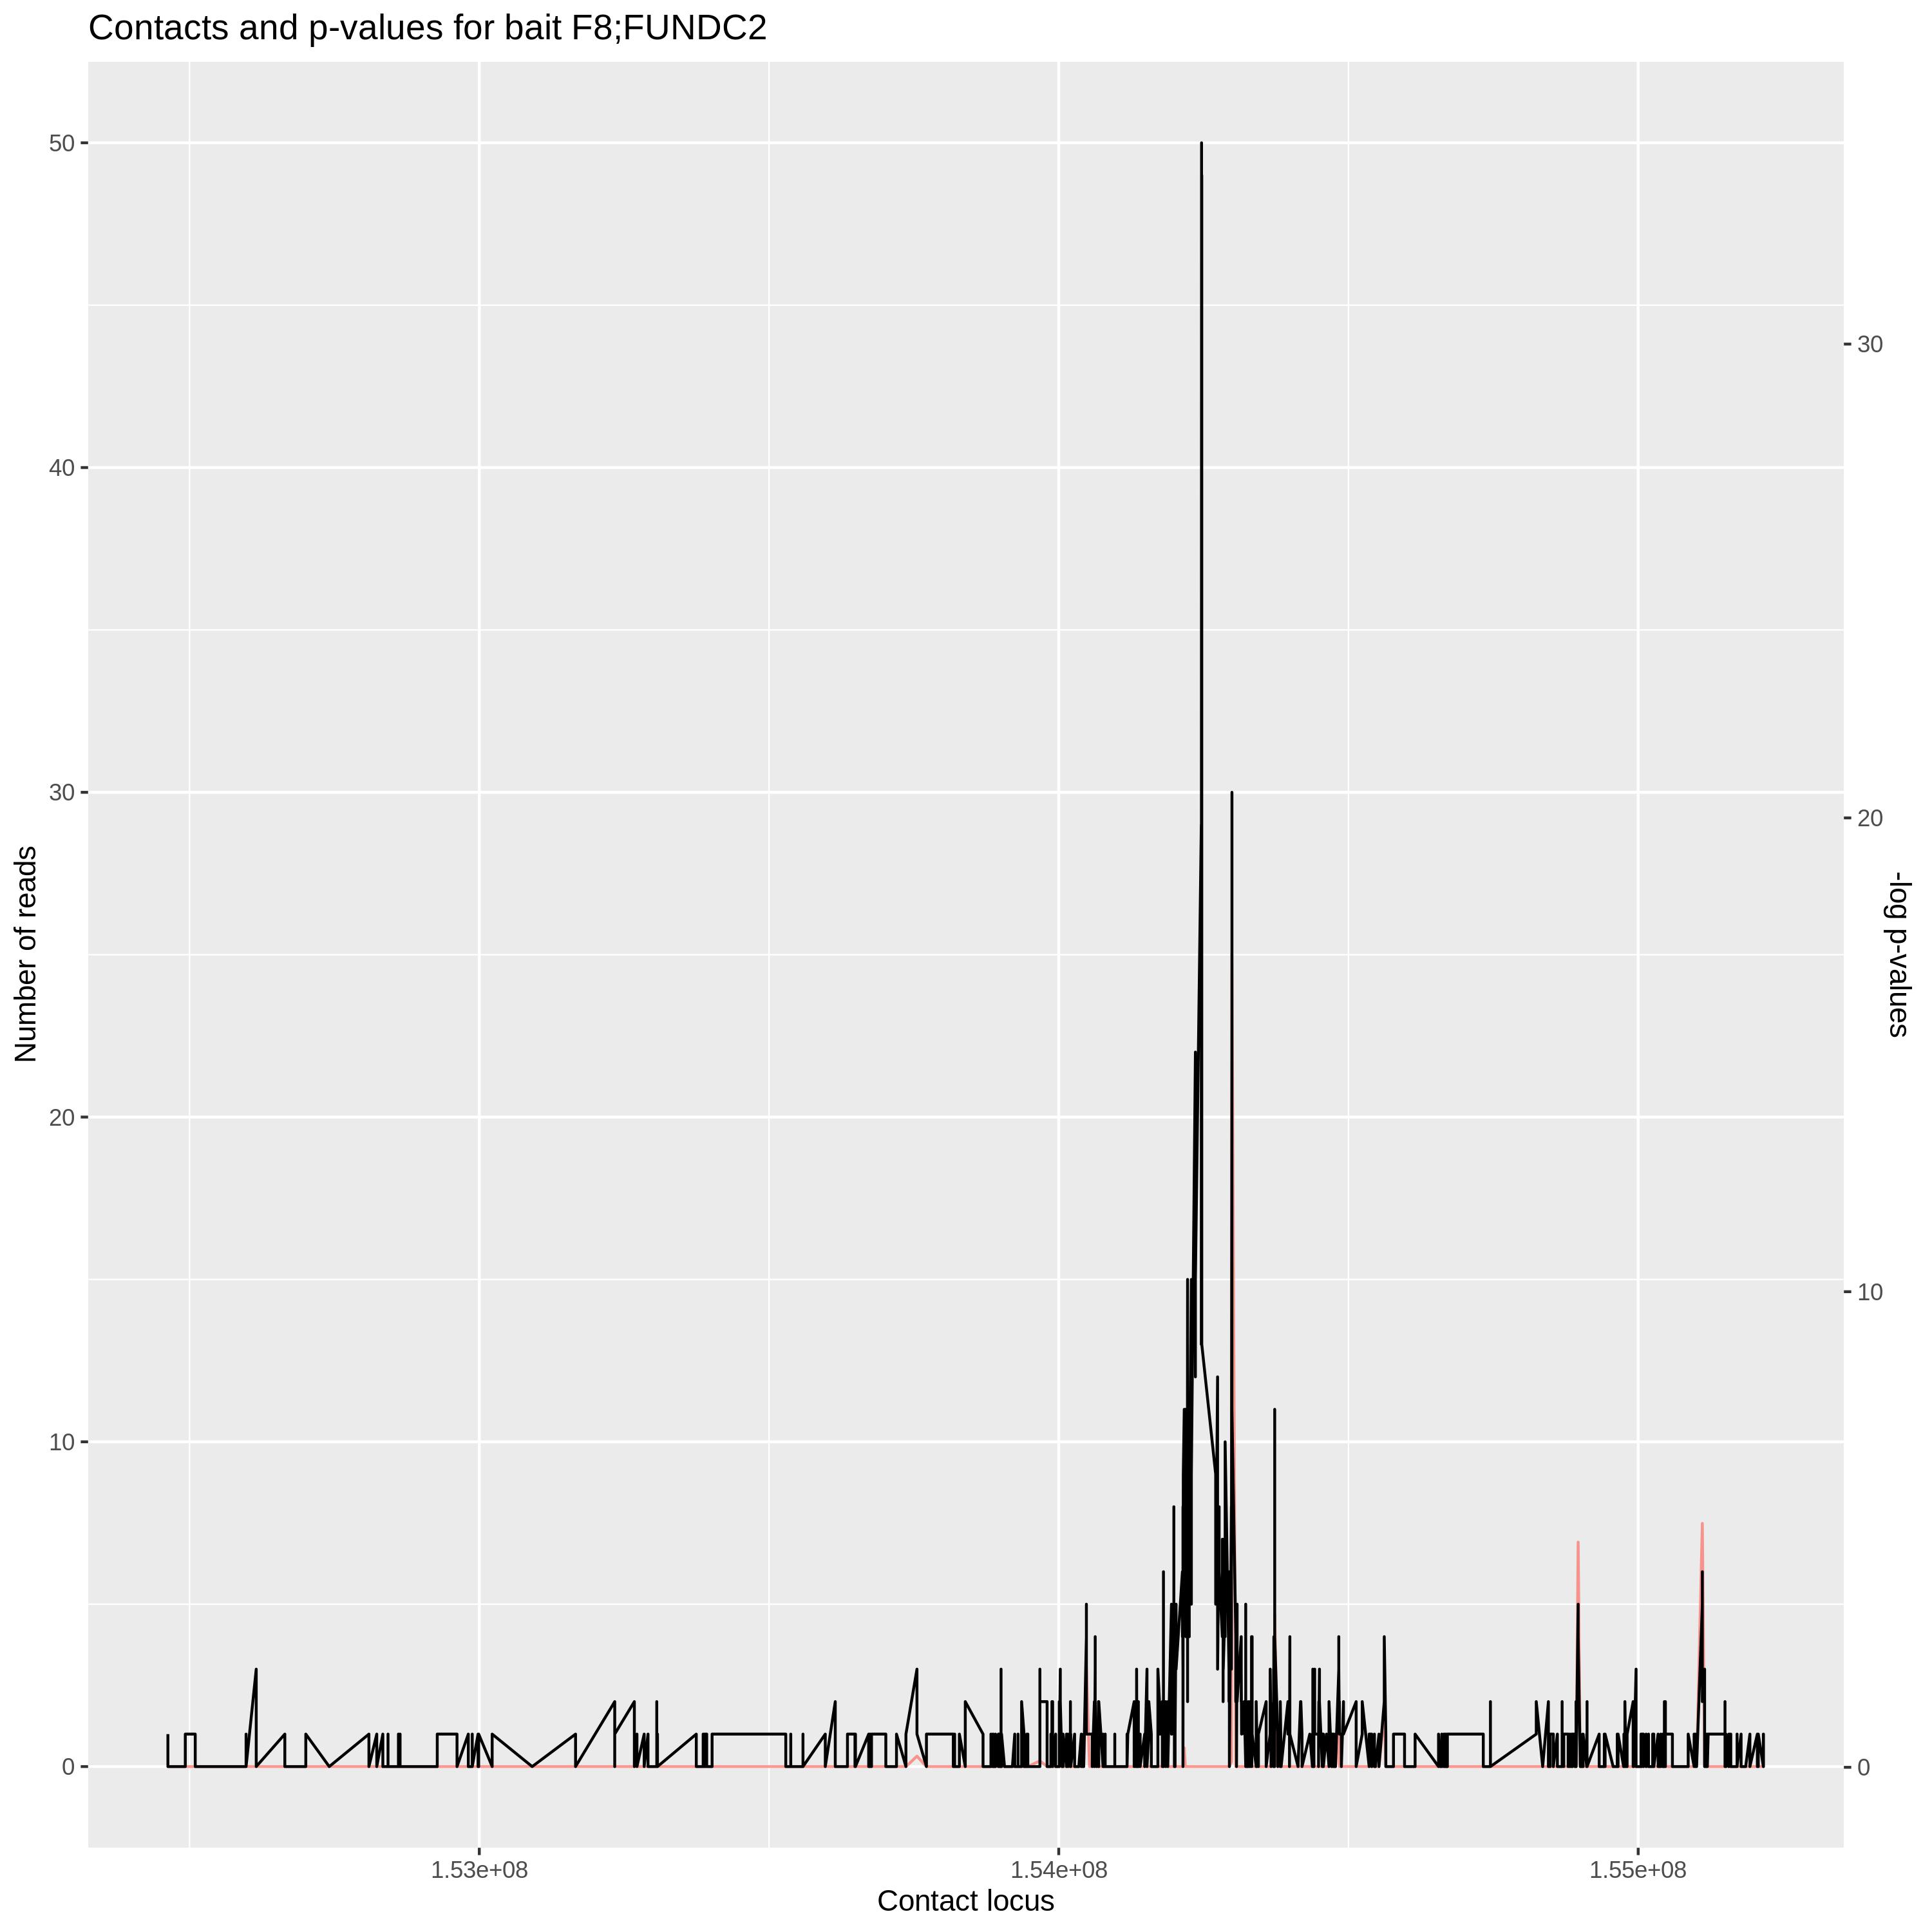 Contacts and p-values for bait F8;FUNDC2
50
40
30
20
10
0
Number of reads
30
20
10
0
-log p-values
1.53e+08 1.54e+08 1.55e+08
Contact locus